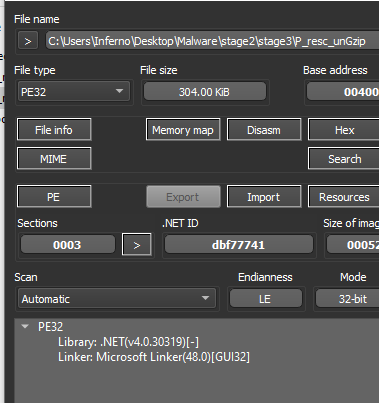 File name
> C:\Users\Inferno\Desktop\Malware\stage2\stage3\P_resc_unGzip
File type File size Base address
PE32 304.00 KiB 00400
File info Memory map Disasm Hex
MIME Search
PE Export Import Resources
Sections .NET ID Size of imag
0003 > dbf77741 00052
Scan Endianness Mode
Automatic LE 32-bit
PE32
Library: .NET(v4.0.30319)[-]
Linker: Microsoft Linker(48.0)[GUI32]